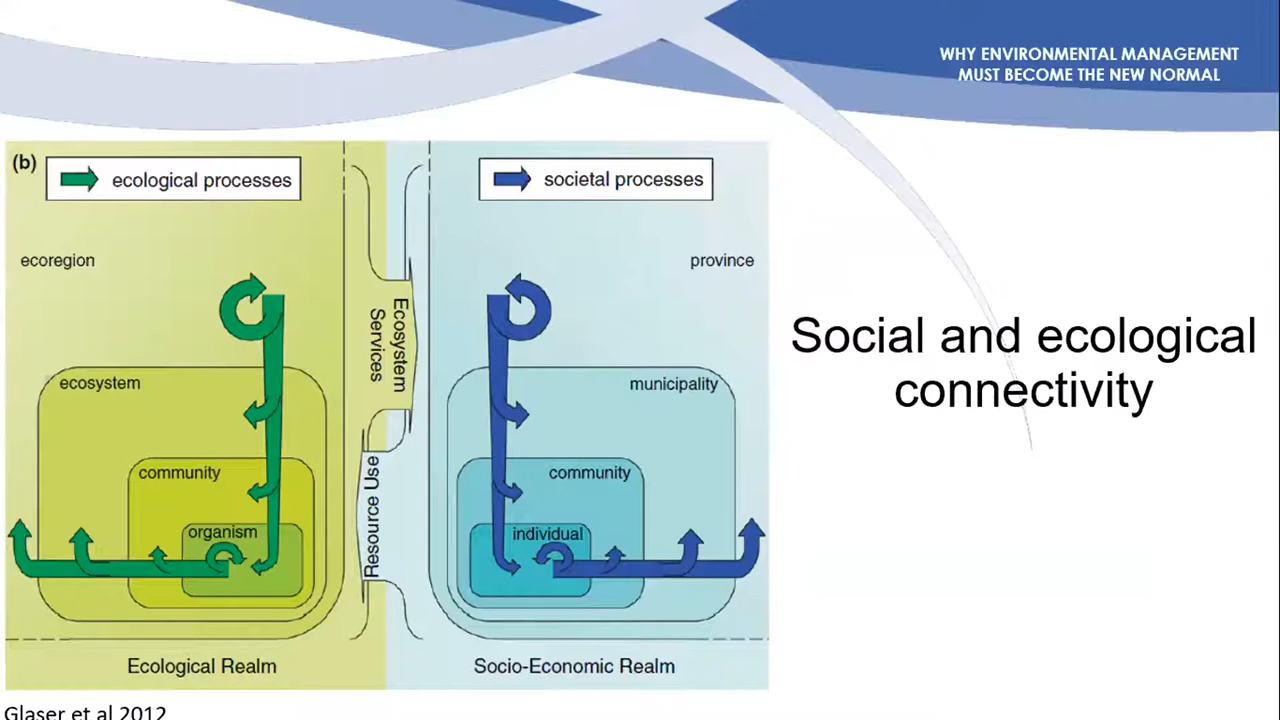 WHY ENVIRONMENTAL MANAGEMENT
MUST BECOME THE NEW NORMAL
(b)
ecological processes
societal processes
ecoregion
province
Ecosystem
Services
ecosystem
municipality
community
community
Resource Use
organism
individual
Ecological Realm
Socio-Economic Realm
Social and ecological
connectivity
Glaser et al 2012